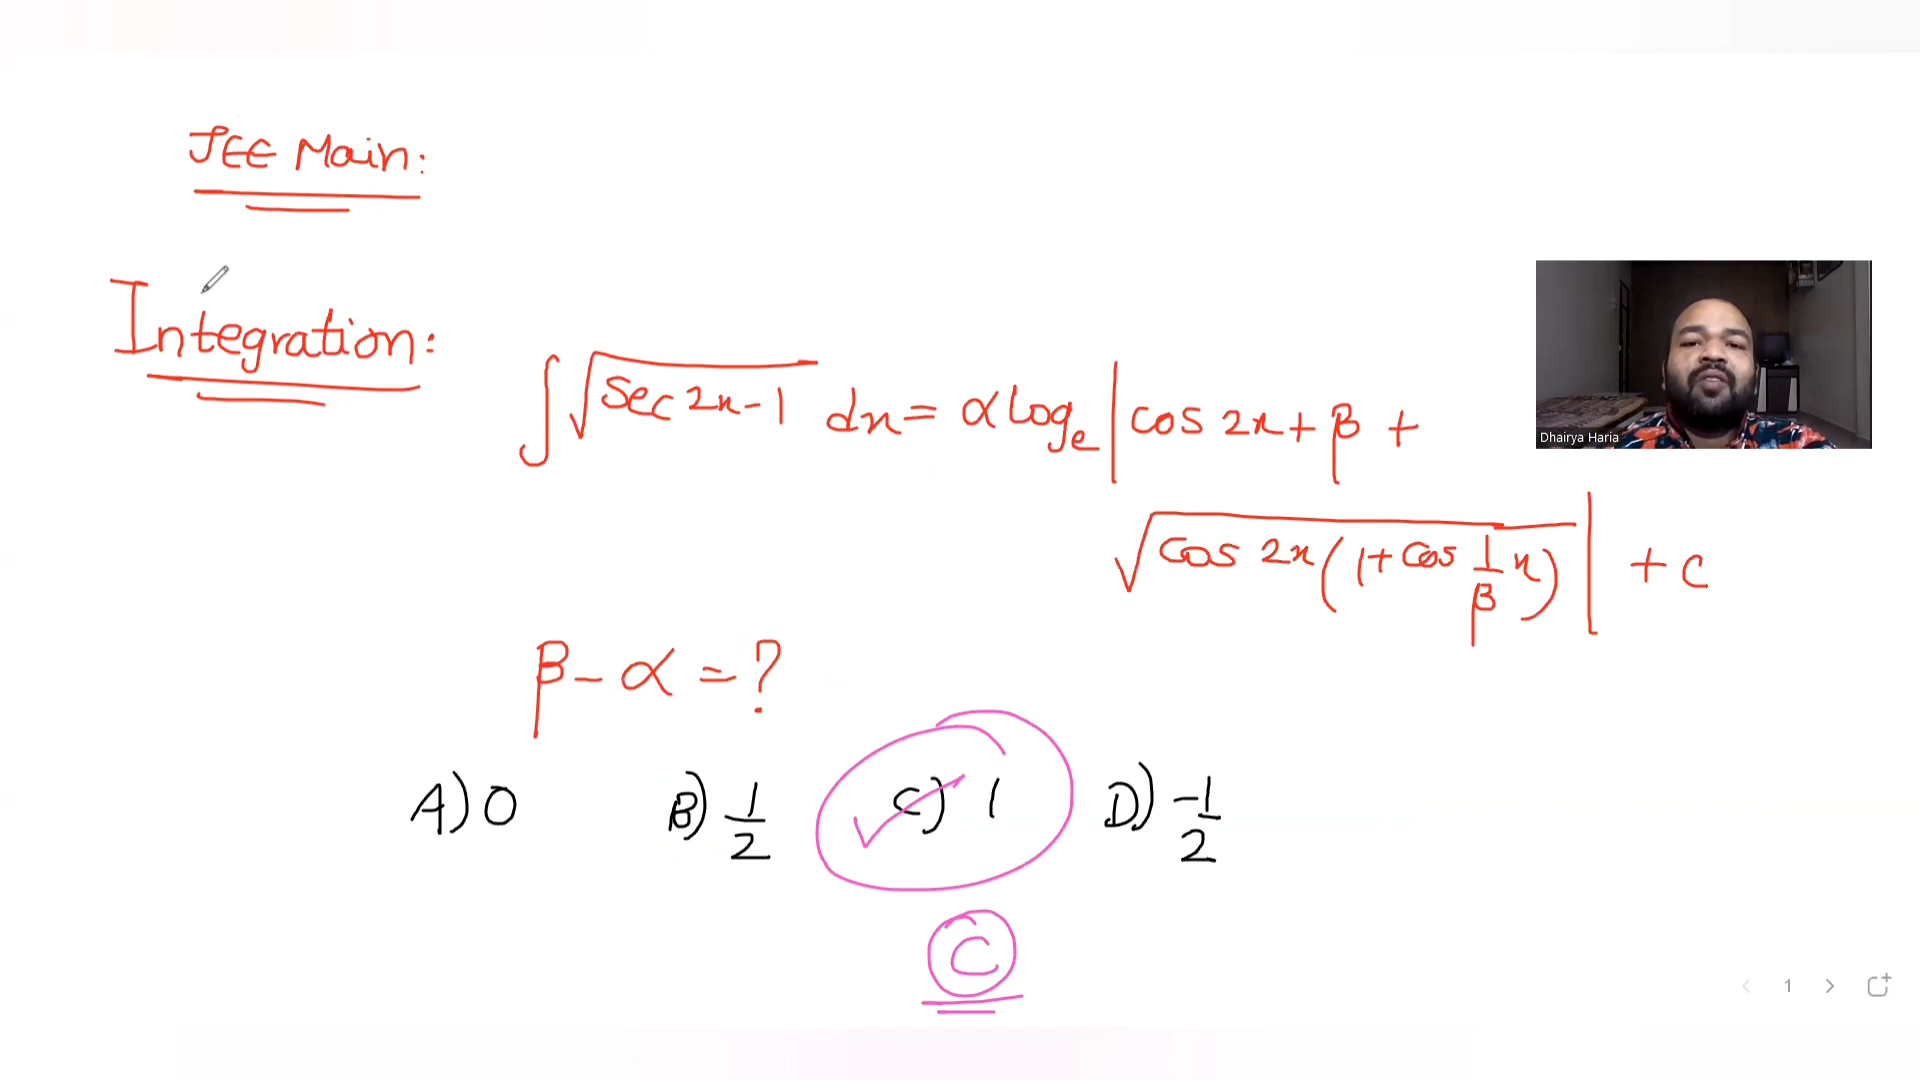 JEE Main:
Integration:
∫√(sec 2x-1) dx = α log_e |cos 2x + β +
√(cos 2x (1+ cos 1/β x)) | + c
β - α = ?
A) 0 B) 1/2 C) 1 D) -1/2
C
Dhairya Haria
1